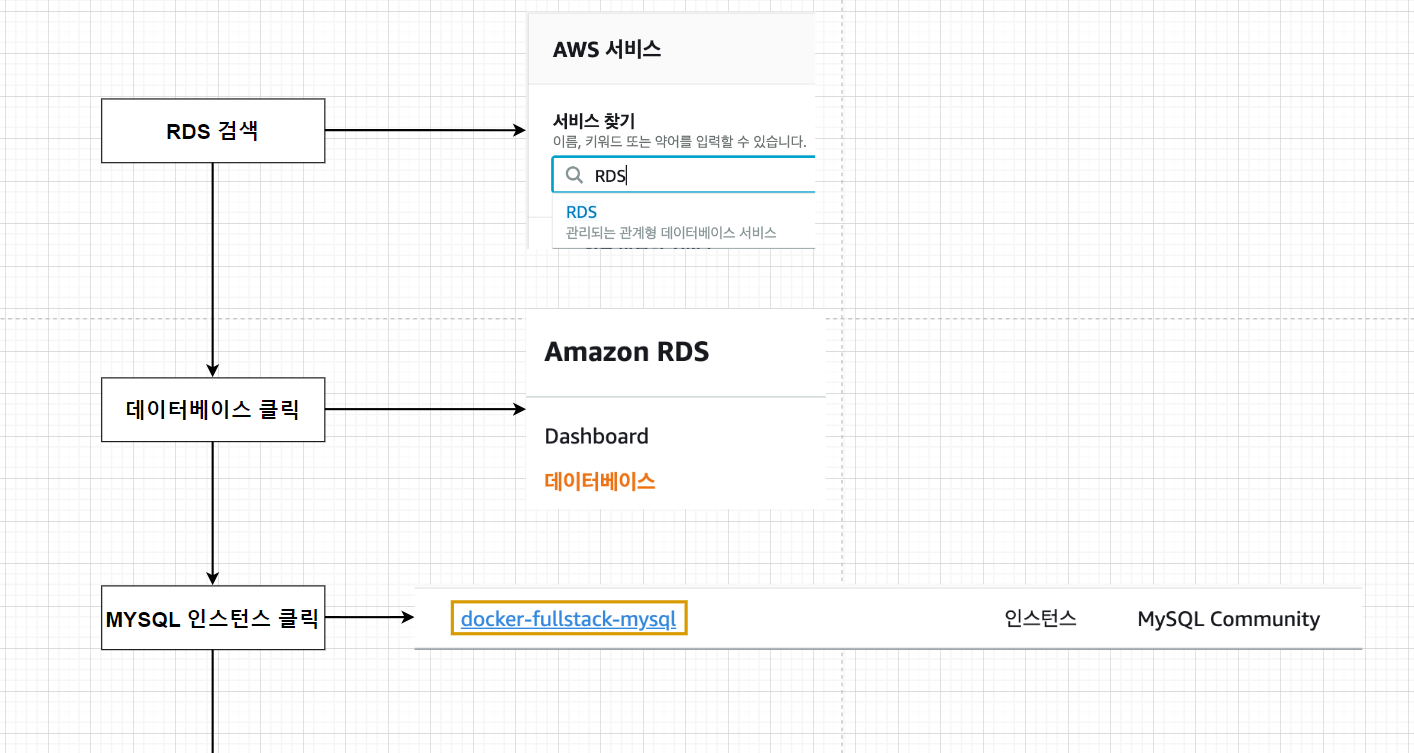 AWS 서비스
서비스 찾기
이름, 키워드 또는 약어를 입력할 수 있습니다.
RDS 검색
RDS
RDS
관리되는 관계형 데이터베이스 서비스
Amazon RDS
데이터베이스 클릭
Dashboard
데이터베이스
MYSQL 인스턴스 클릭
docker-fullstack-mysql 인스턴스 MySQL Community